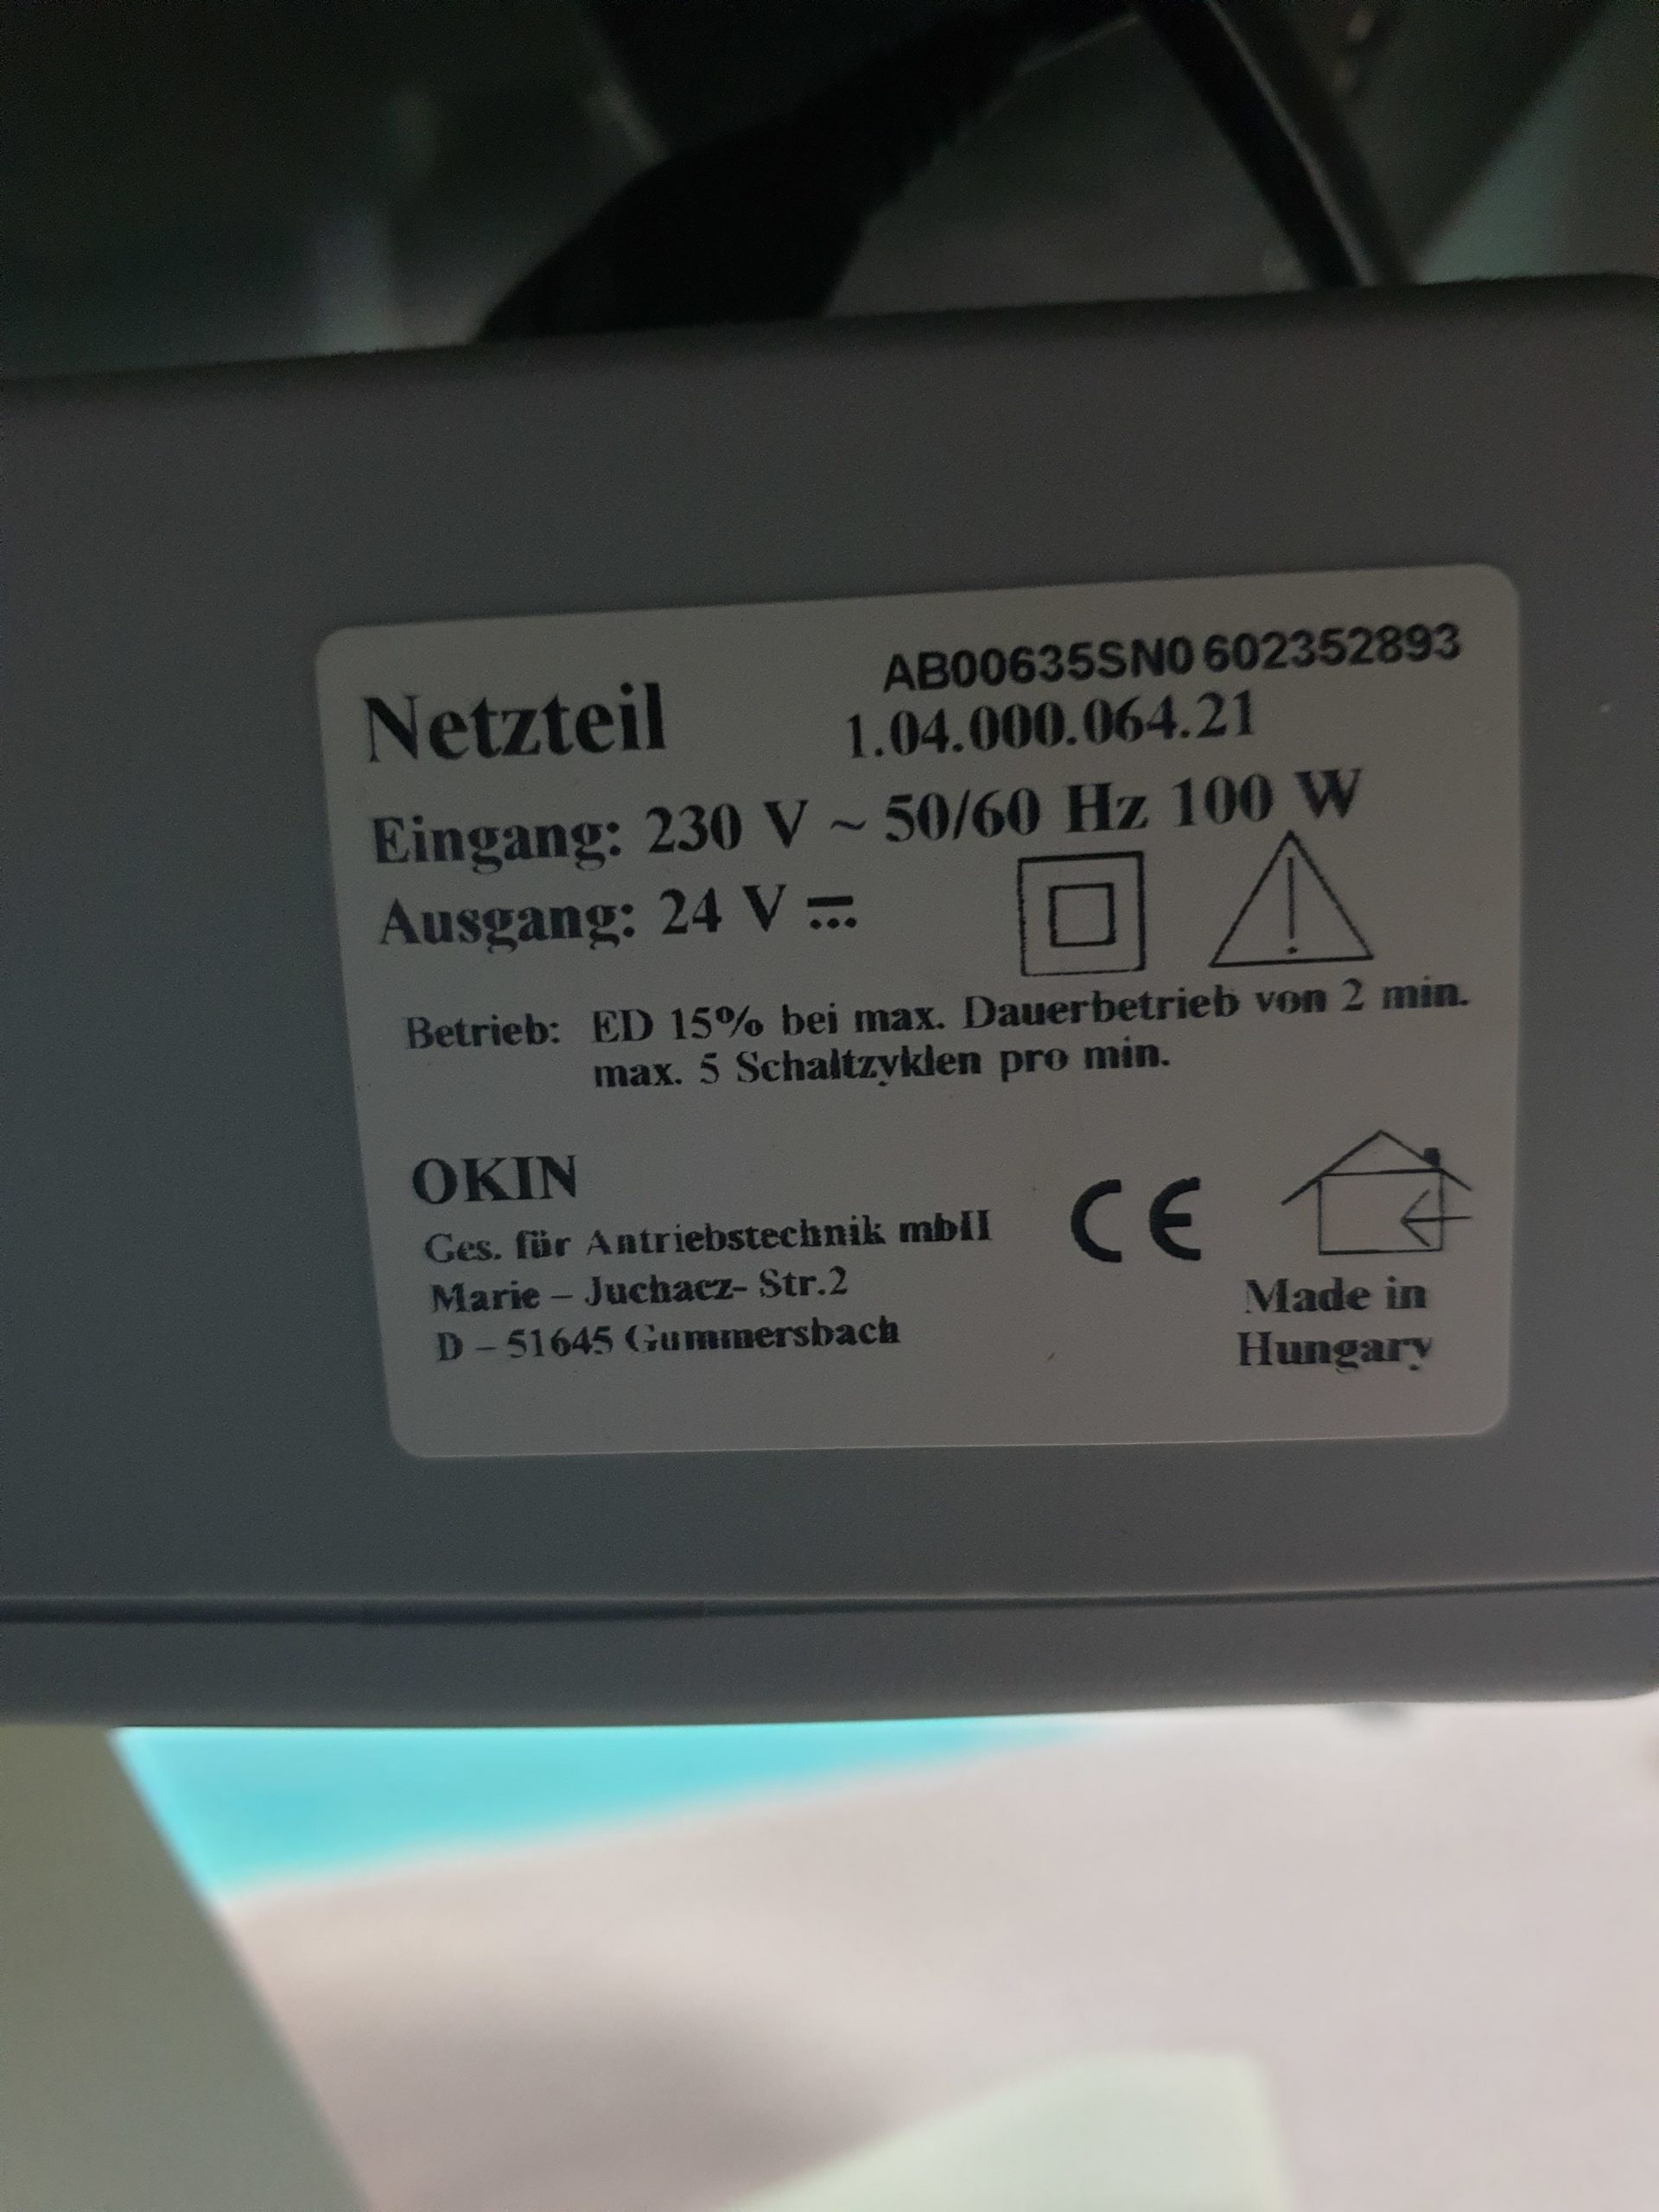 AB00635SN0602352893
Netzteil 1.04.000.064.21
Eingang: 230 V ~ 50/60 Hz 100 W
Ausgang: 24 V ⎓
Betrieb: ED 15% bei max. Dauerbetrieb von 2 min.
max. 5 Schaltzyklen pro min.
OKIN
Ges. für Antriebstechnik mbH
Marie – Juchacz- Str.2
D – 51645 Gummersbach
CE
Made in
Hungary